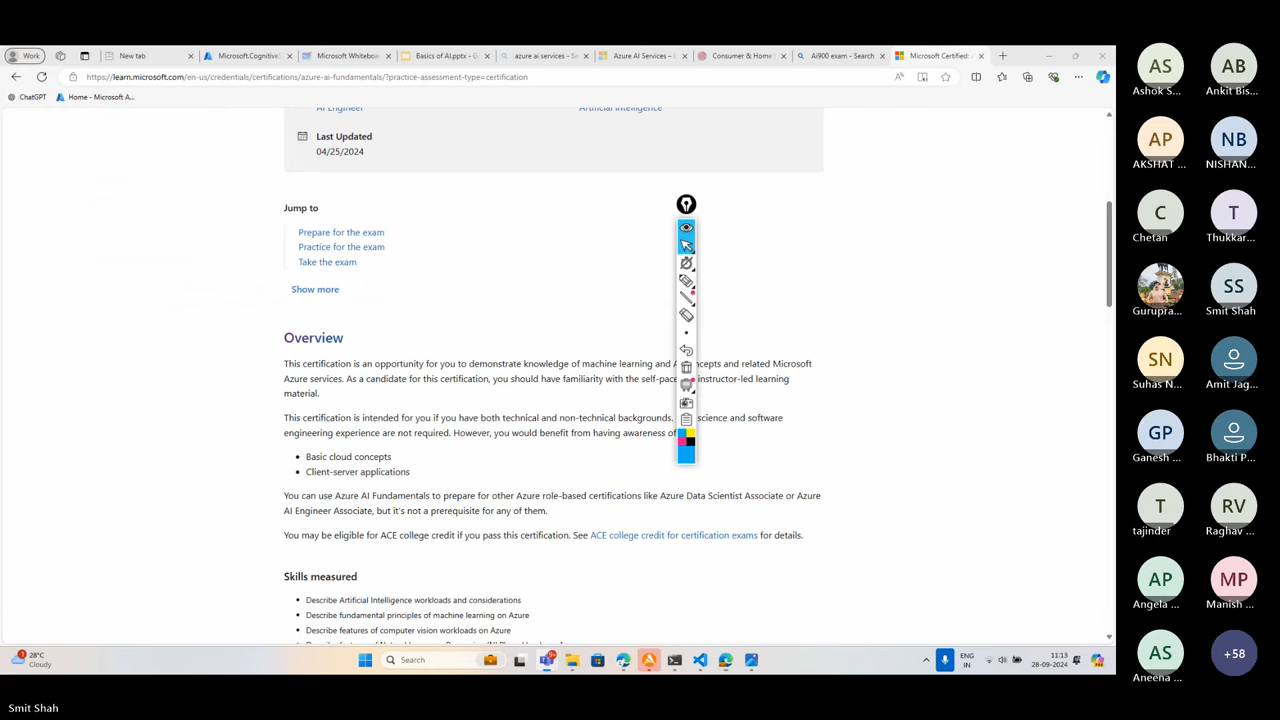 Work
New tab
Microsoft.Cognitive
Microsoft Whiteboa
Basics of AI.pptx - G
azure ai services - Se
Azure AI Services – U
Consumer & Home
Ai900 exam - Search
Microsoft Certified: A
https://learn.microsoft.com/en-us/credentials/certifications/azure-ai-fundamentals/?practice-assessment-type=certification
ChatGPT
Home - Microsoft A...
AI Engineer
Artificial Intelligence
Last Updated
04/25/2024
Jump to
Prepare for the exam
Practice for the exam
Take the exam
Show more
Overview
This certification is an opportunity for you to demonstrate knowledge of machine learning and A cepts and related Microsoft
Azure services. As a candidate for this certification, you should have familiarity with the self-pace instructor-led learning
material.
This certification is intended for you if you have both technical and non-technical backgrounds. science and software
engineering experience are not required. However, you would benefit from having awareness of
• Basic cloud concepts
• Client-server applications
You can use Azure AI Fundamentals to prepare for other Azure role-based certifications like Azure Data Scientist Associate or Azure
AI Engineer Associate, but it's not a prerequisite for any of them.
You may be eligible for ACE college credit if you pass this certification. See ACE college credit for certification exams for details.
Skills measured
• Describe Artificial Intelligence workloads and considerations
• Describe fundamental principles of machine learning on Azure
• Describe features of computer vision workloads on Azure
28°C
Cloudy
Search
ENG
IN
11:13
28-09-2024
AS
Ashok S...
AB
Ankit Bis...
AP
AKSHAT ...
NB
NISHAN...
C
Chetan
T
Thukkar...
Gurupra...
SS
Smit Shah
SN
Suhas N...
Amit Jag...
GP
Ganesh ...
Bhakti P...
T
tajinder
RV
Raghav ...
AP
Angela ...
MP
Manish ...
AS
Aneena ...
+58
Smit Shah